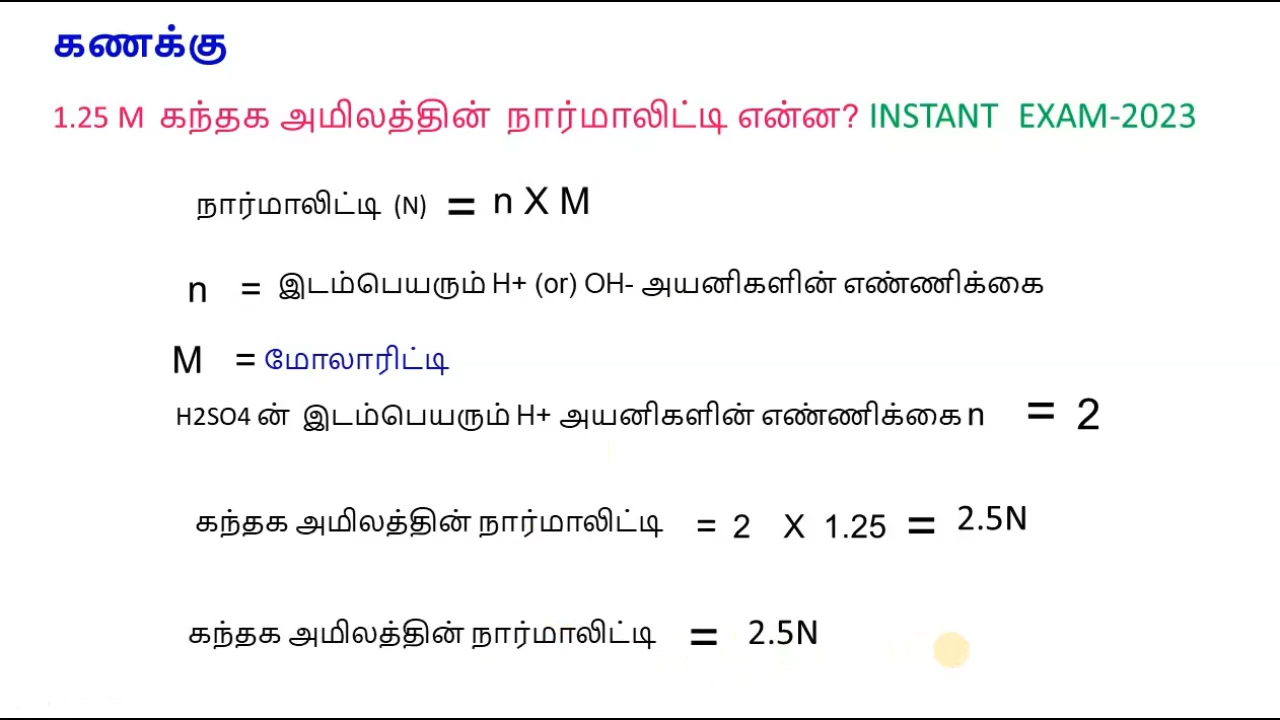 கணக்கு
1.25 M கந்தக அமிலத்தின் நார்மாலிட்டி என்ன? INSTANT EXAM-2023
நார்மாலிட்டி (N) = n X M
n = இடம்பெயரும் H+ (or) OH- அயனிகளின் எண்ணிக்கை
M = மோலாரிட்டி
H2SO4 ன் இடம்பெயரும் H+ அயனிகளின் எண்ணிக்கை n = 2
கந்தக அமிலத்தின் நார்மாலிட்டி = 2 X 1.25 = 2.5N
கந்தக அமிலத்தின் நார்மாலிட்டி = 2.5N